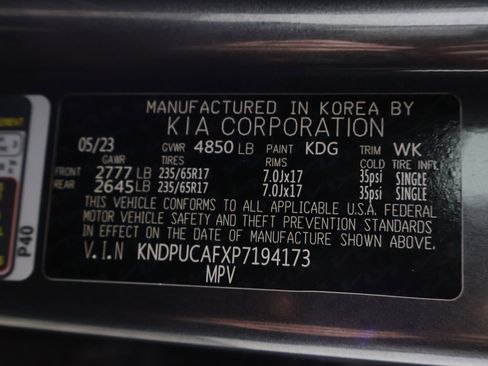 MANUFACTURED IN KOREA BY
KIA CORPORATION
05/23 GVWR 4850 LB PAINT KDG TRIM WK
GAWR TIRES RIMS COLD TIRE INFL.
FRONT 2777 LB 235/65R17 7.0Jx17 35psi SINGLE
REAR 2645 LB 235/65R17 7.0Jx17 35psi SINGLE
THIS VEHICLE CONFORMS TO ALL APPLICABLE U.S.A. FEDERAL
MOTOR VEHICLE SAFETY AND THEFT PREVENTION STANDARDS
IN EFFECT ON THE DATE OF MANUFACTURE SHOWN ABOVE.
V.I.N KNDPUCAFXP7194173
MPV
P40